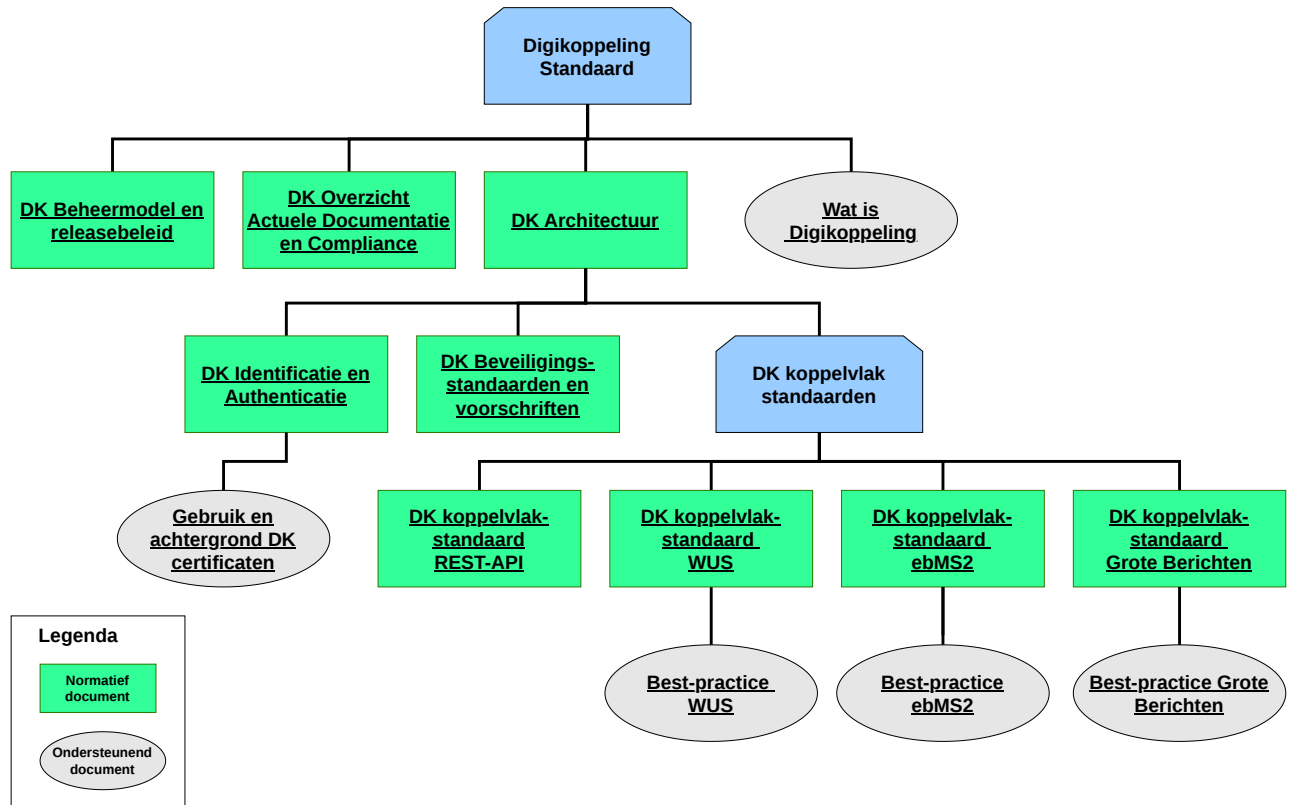 Digikoppeling
Standaard
DK Beheermodel en
releasebeleid
DK Overzicht
Actuele Documentatie
en Compliance
DK Architectuur
Wat is
Digikoppeling
DK Identificatie en
Authenticatie
DK Beveiligings-
standaarden en
voorschriften
DK koppelvlak
standaarden
Gebruik en
achtergrond DK
certificaten
DK koppelvlak-
standaard
REST-API
DK koppelvlak-
standaard
WUS
DK koppelvlak-
standaard
ebMS2
DK koppelvlak-
standaard
Grote Berichten
Best-practice
WUS
Best-practice
ebMS2
Best-practice Grote
Berichten
Legenda
Normatief
document
Ondersteunend
document